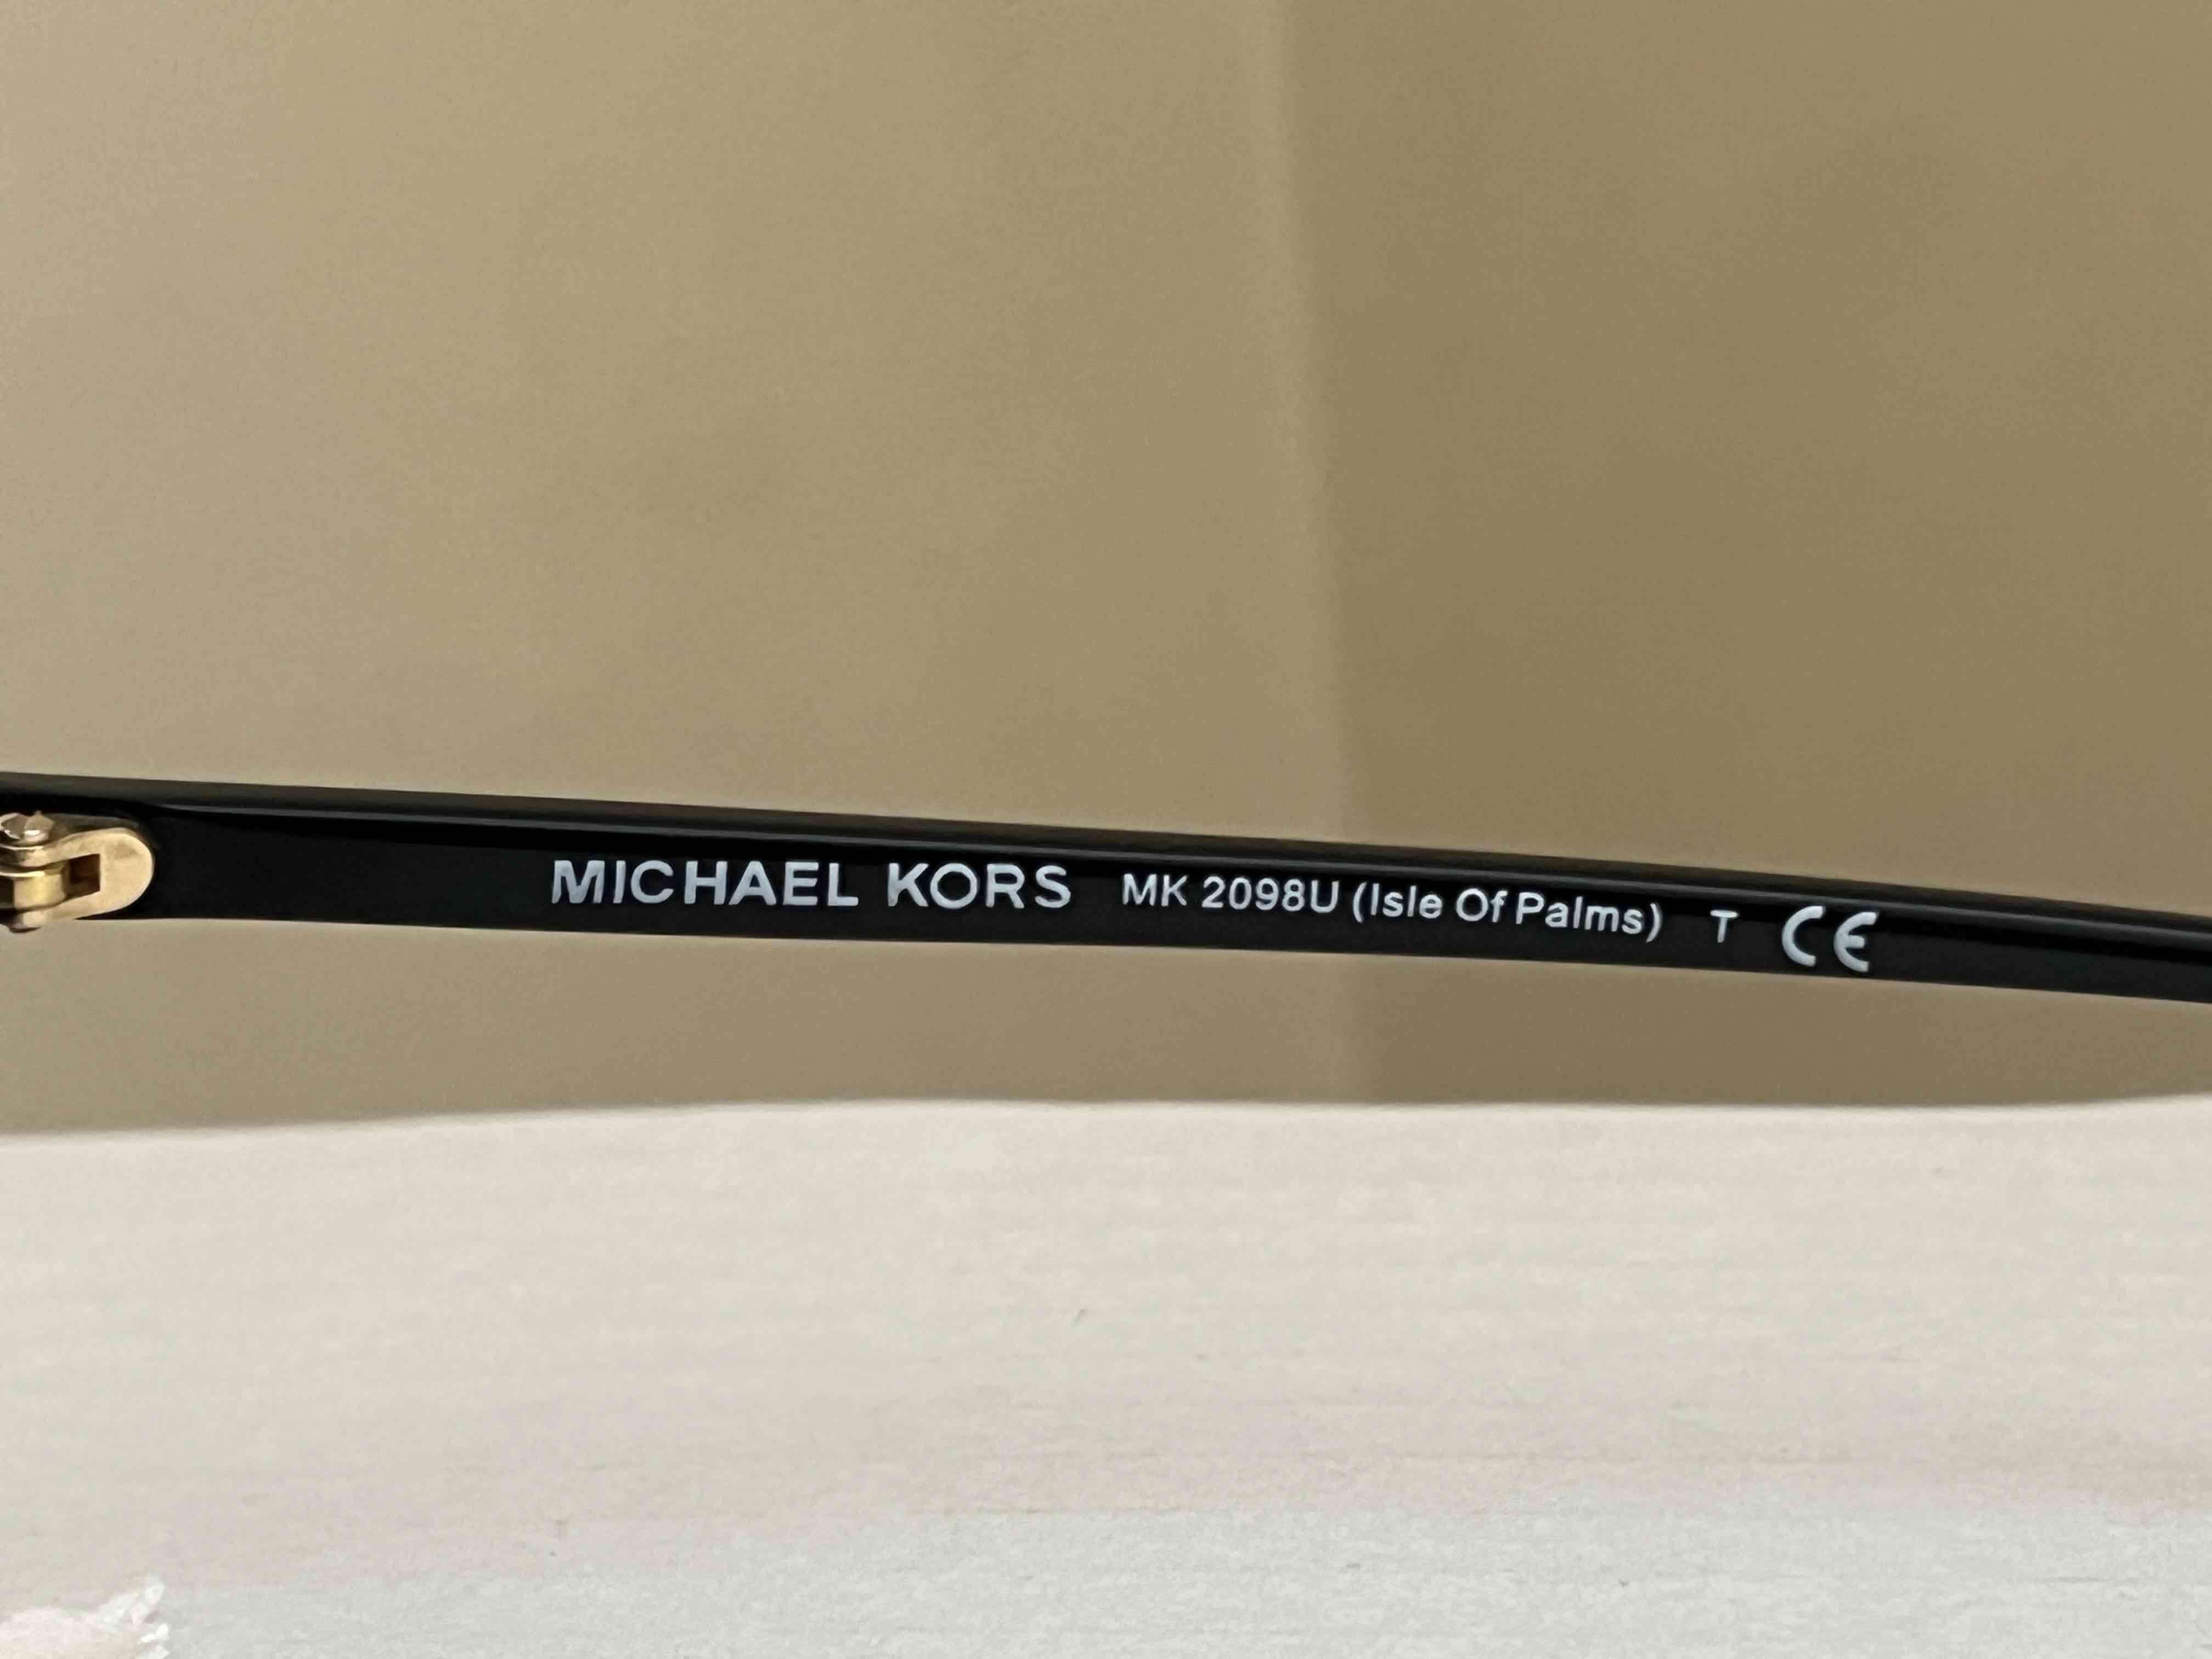 MICHAEL KORS MK 2098U (Isle Of Palms) T CE